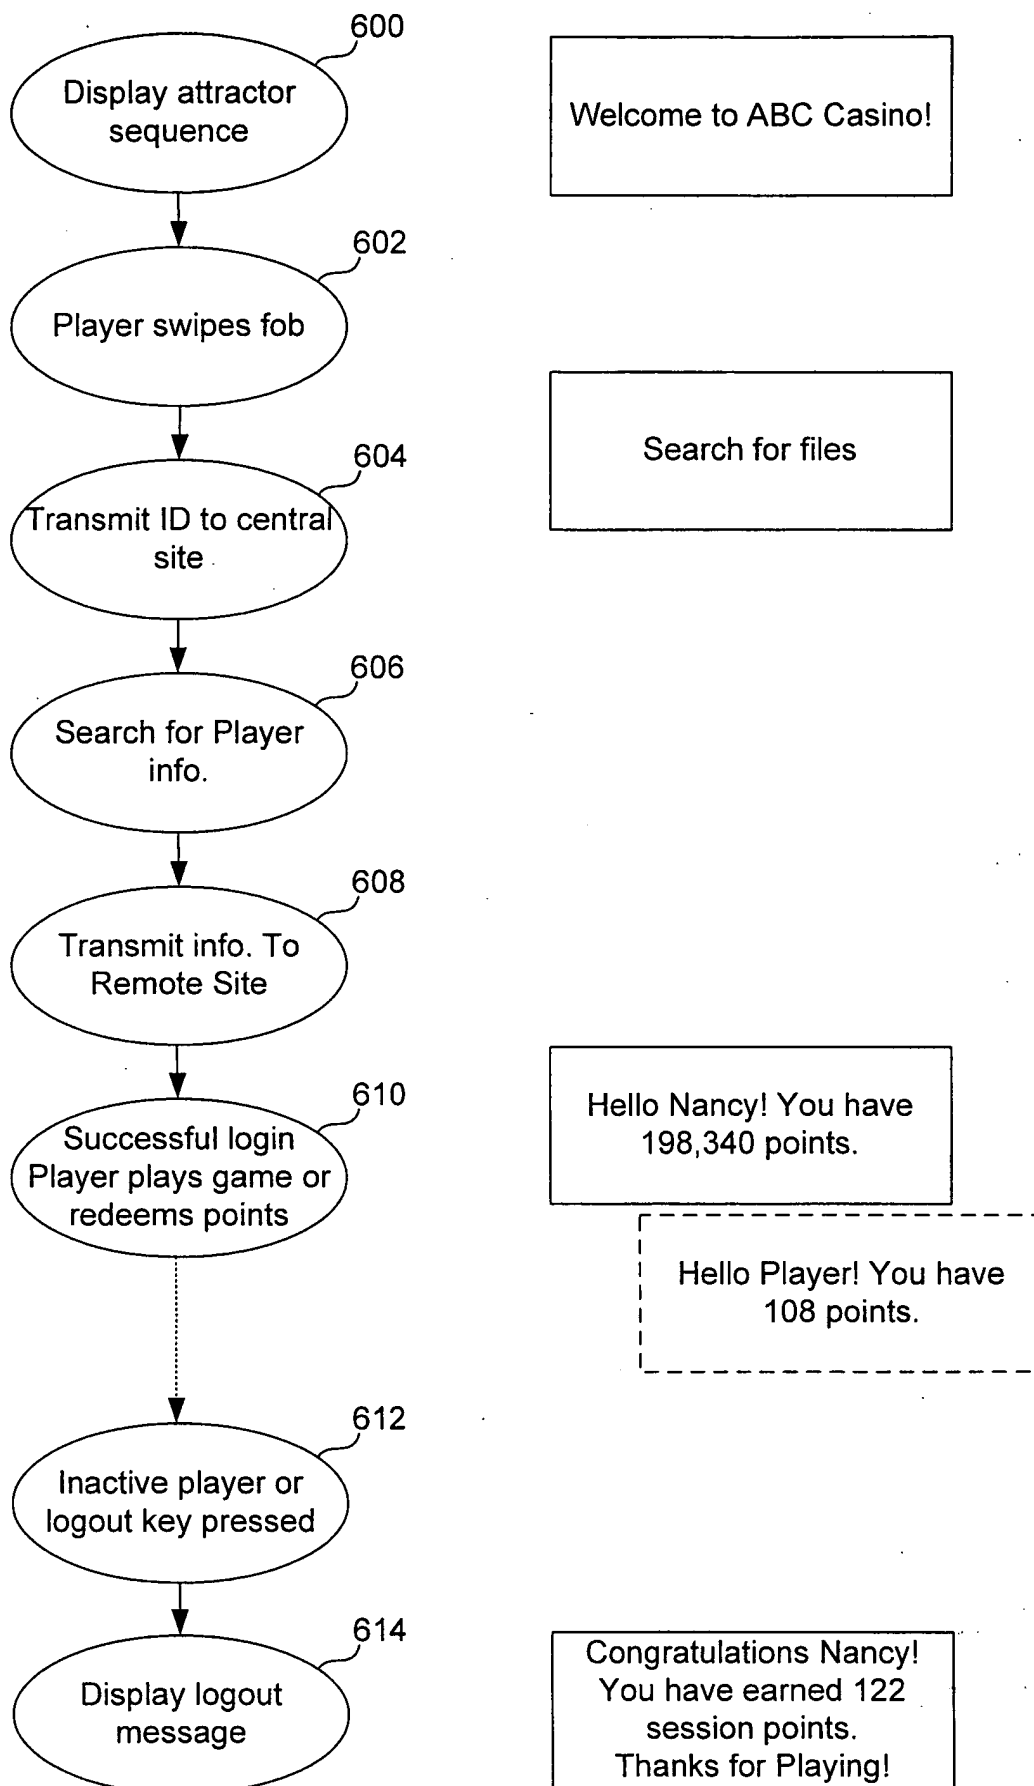 600
Display attractor
sequence
Welcome to ABC Casino!
602
Player swipes fob
Search for files
604
Transmit ID to central
site
606
Search for Player
info.
608
Transmit info. To
Remote Site
610
Successful login
Player plays game or
redeems points
Hello Nancy! You have
198,340 points.
Hello Player! You have
108 points.
612
Inactive player or
logout key pressed
614
Display logout
message
Congratulations Nancy!
You have earned 122
session points.
Thanks for Playing!